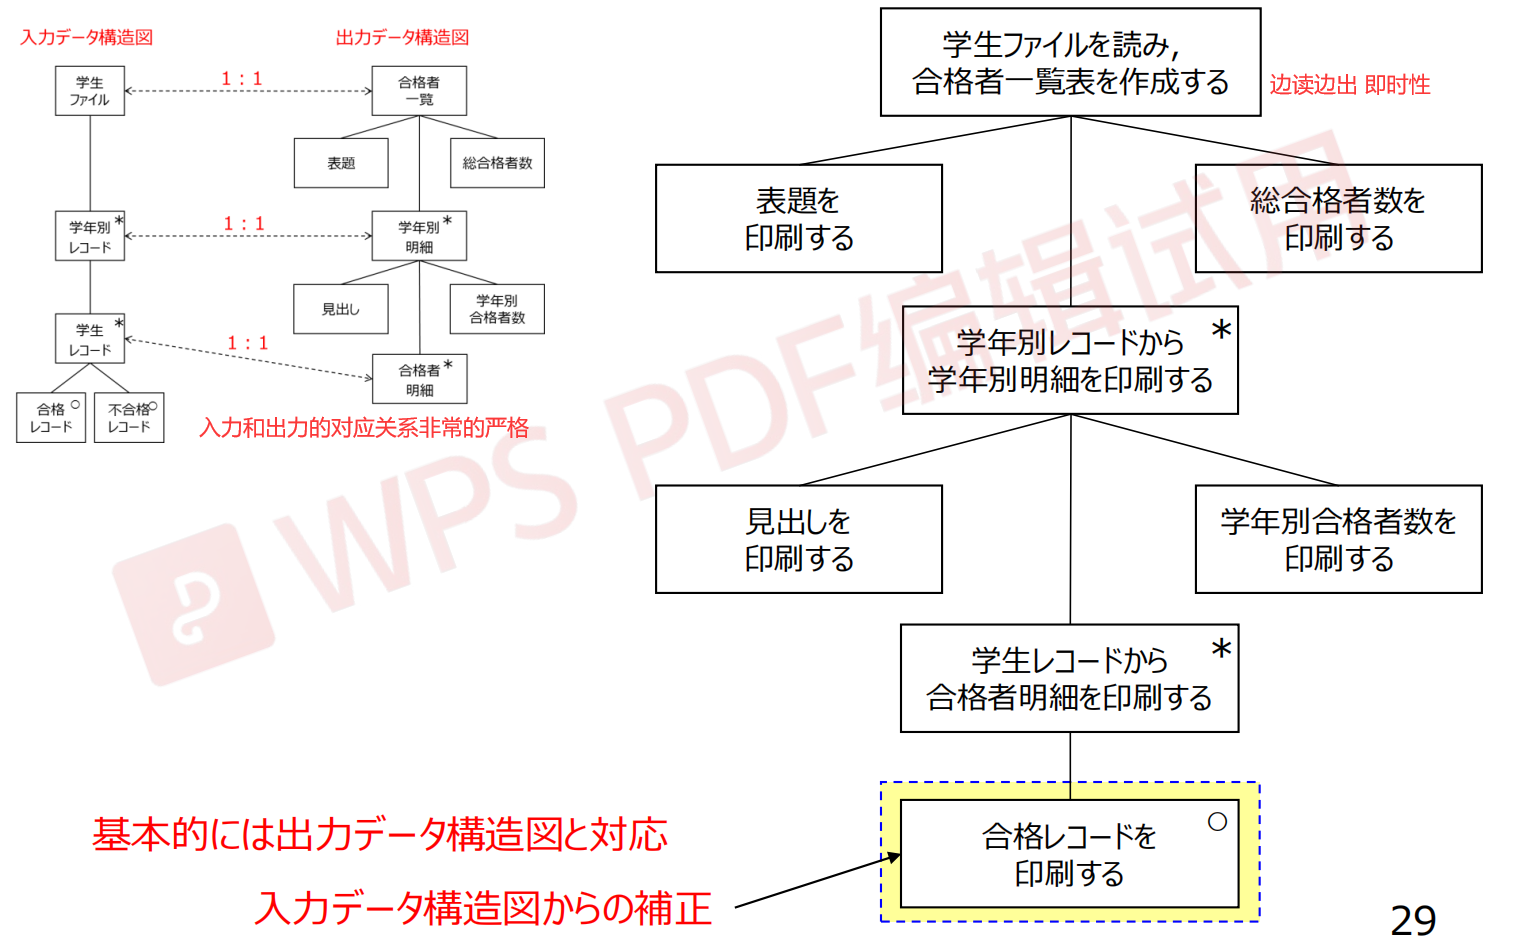 入力データ構造図
出力データ構造図
学生
ファイル
1:1
合格者
一覧
表題
総合格者数
学年別 *
レコード
1:1
学年別 *
明細
見出し
学年別
合格者数
学生 *
レコード
1:1
合格者 *
明細
合格 ○
レコード
不合格○
レコード
入力和出力的对应关系非常的严格
学生ファイルを読み,
合格者一覧表を作成する
边读边出 即时性
表題を
印刷する
総合格者数を
印刷する
学年別レコードから *
学年別明細を印刷する
見出しを
印刷する
学年別合格者数を
印刷する
学生レコードから *
合格者明細を印刷する
合格レコードを ○
印刷する
基本的には出力データ構造図と対応
入力データ構造図からの補正
29
WPS PDF编辑试用